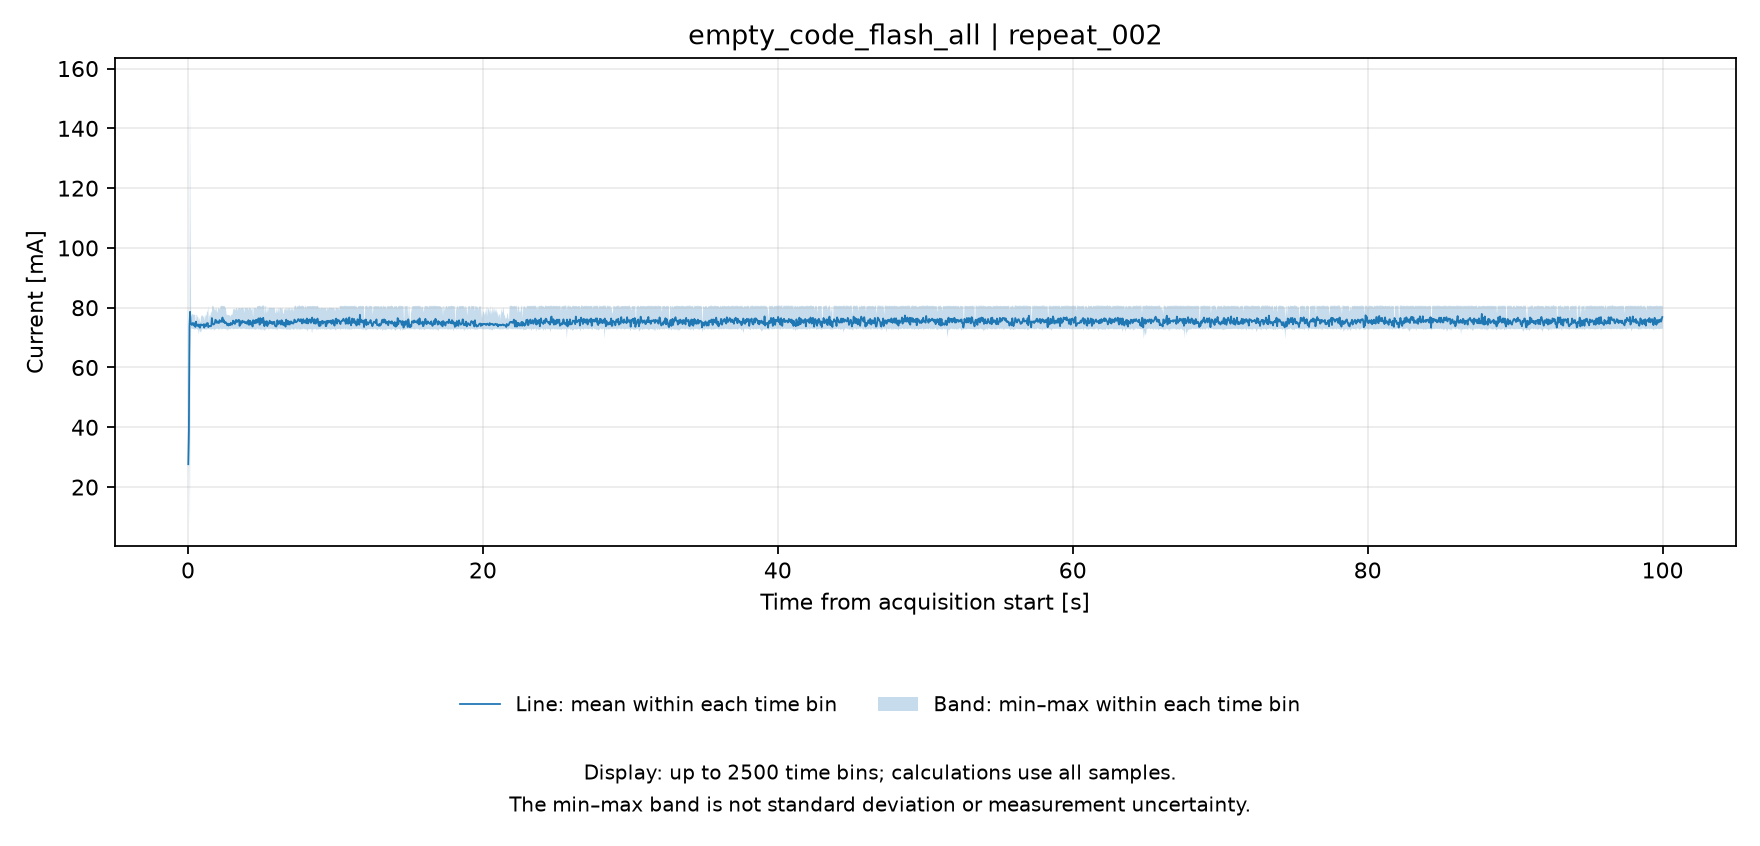 empty_code_flash_all | repeat_002
160
140
120
100
80
60
40
20
Current [mA]
0 20 40 60 80 100
Time from acquisition start [s]
Line: mean within each time bin Band: min–max within each time bin
Display: up to 2500 time bins; calculations use all samples.
The min–max band is not standard deviation or measurement uncertainty.